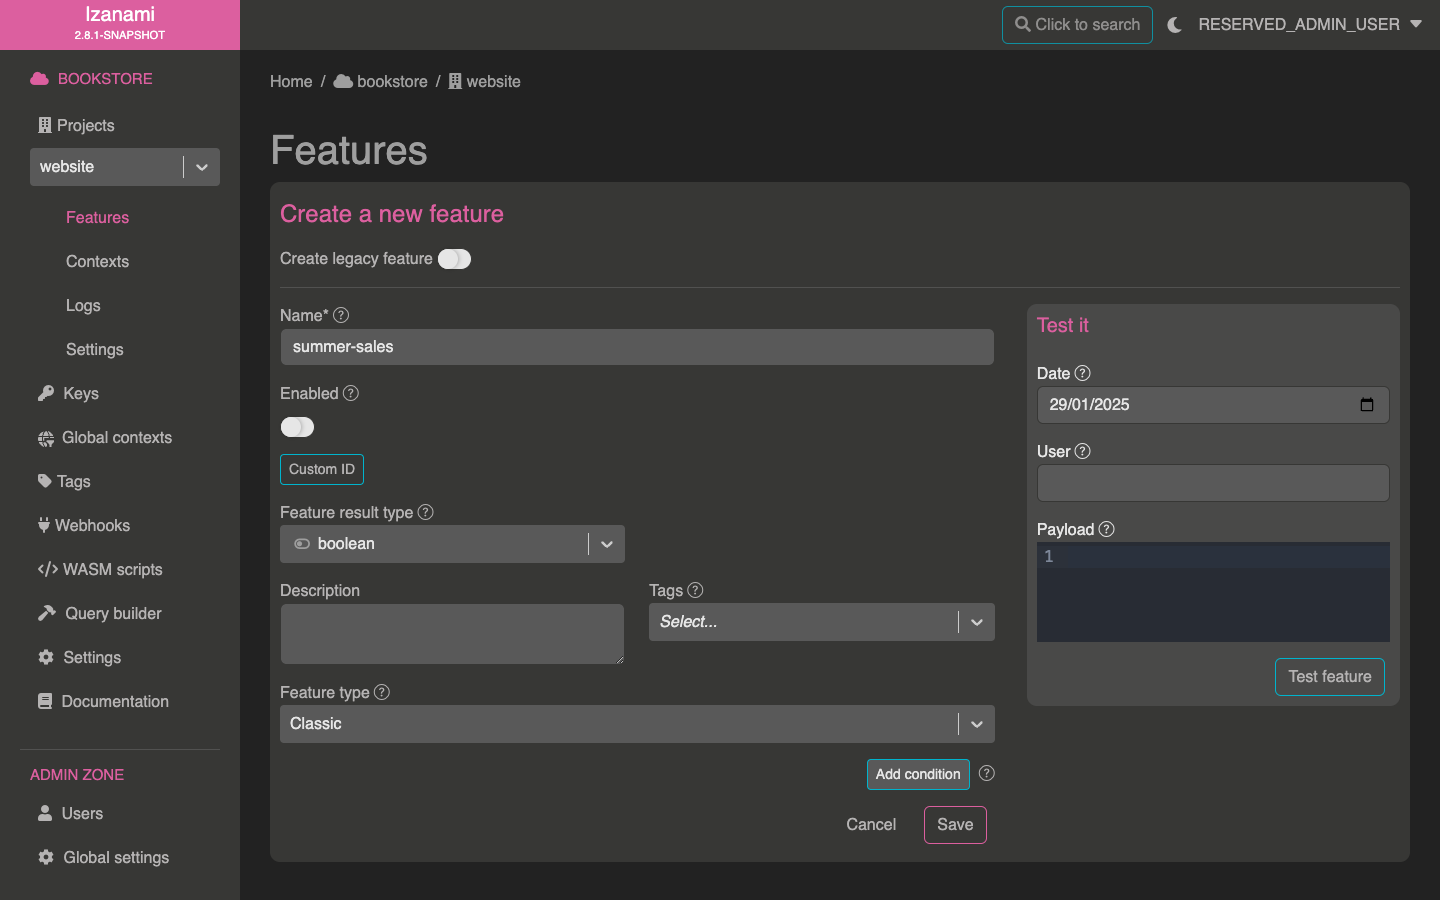 Izanami
2.8.1-SNAPSHOT
Click to search
RESERVED_ADMIN_USER
BOOKSTORE
Projects
website
Features
Contexts
Logs
Settings
Keys
Global contexts
Tags
Webhooks
WASM scripts
Query builder
Settings
Documentation
ADMIN ZONE
Users
Global settings
Home / bookstore / website
Features
Create a new feature
Create legacy feature
Name* ?
summer-sales
Enabled ?
Custom ID
Feature result type ?
boolean
Description
Tags ?
Select...
Feature type ?
Classic
Add condition ?
Cancel
Save
Test it
Date ?
29/01/2025
User ?
Payload ?
1
Test feature